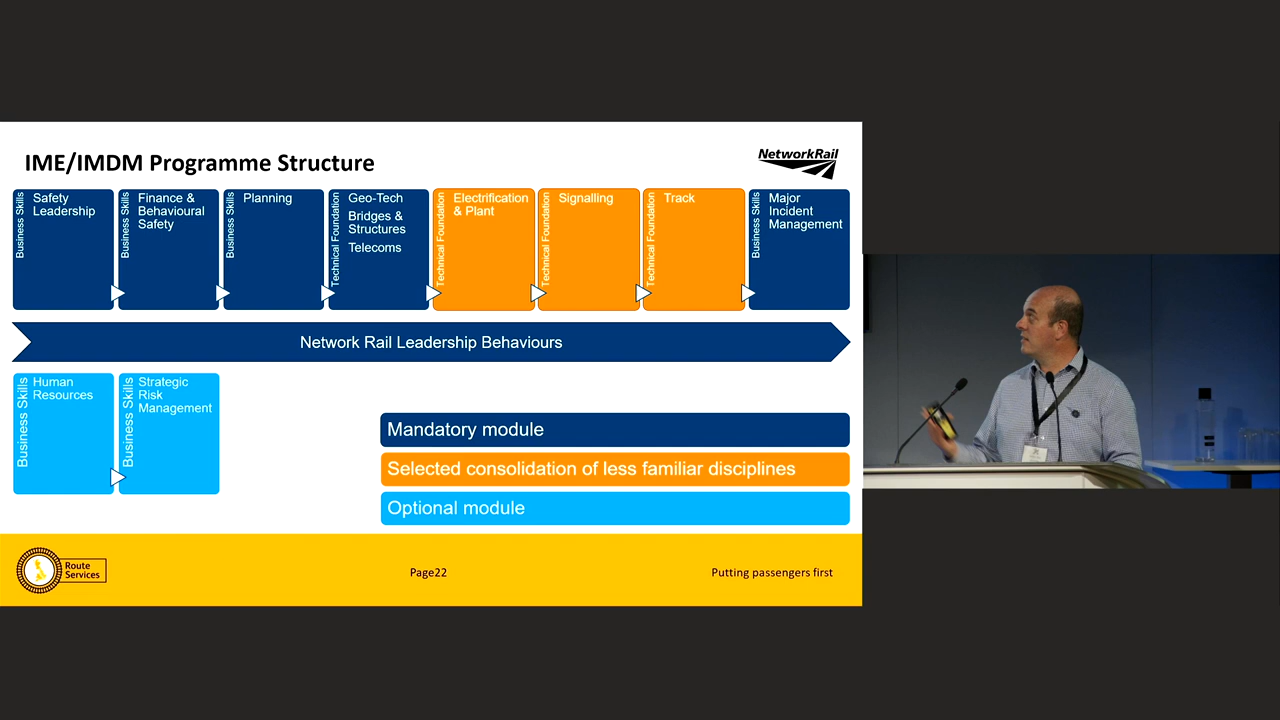 IME/IMDM Programme Structure
NetworkRail
Business Skills
Safety
Leadership
Business Skills
Finance &
Behavioural
Safety
Business Skills
Planning
Technical Foundation
Geo-Tech
Bridges &
Structures
Telecoms
Technical Foundation
Electrification
& Plant
Technical Foundation
Signalling
Technical Foundation
Track
Business Skills
Major
Incident
Management
Network Rail Leadership Behaviours
Business Skills
Human
Resources
Business Skills
Strategic
Risk
Management
Mandatory module
Selected consolidation of less familiar disciplines
Optional module
Route
Services
Page22
Putting passengers first